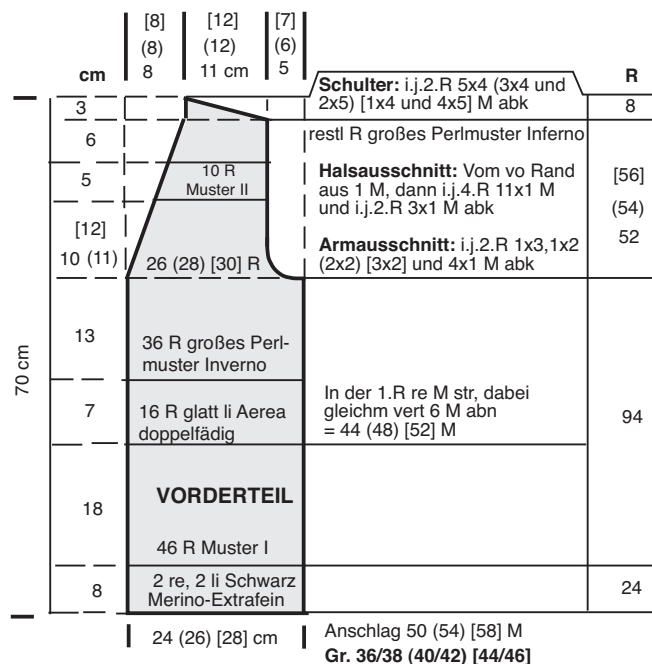 [8] [12] [7]
(8) (12) (6)
8 11 cm 5
cm
R
Schulter: i.j.2.R 5x4 (3x4 und
2x5) [1x4 und 4x5] M abk
3
8
restl R großes Perlmuster Inferno
6
10 R
Muster II
5
Halsausschnitt: Vom vo Rand
aus 1 M, dann i.j.4.R 11x1 M
und i.j.2.R 3x1 M abk
[56]
(54)
52
[12]
10 (11)
26 (28) [30] R
Armausschnitt: i.j.2.R 1x3,1x2
(2x2) [3x2] und 4x1 M abk
70 cm
13
36 R großes Perl-
muster Inverno
7
16 R glatt li Aerea
doppelfädig
In der 1.R re M str, dabei
gleichm vert 6 M abn
= 44 (48) [52] M
94
18
VORDERTEIL
46 R Muster I
8
2 re, 2 li Schwarz
Merino-Extrafein
24
24 (26) [28] cm
Anschlag 50 (54) [58] M
Gr. 36/38 (40/42) [44/46]